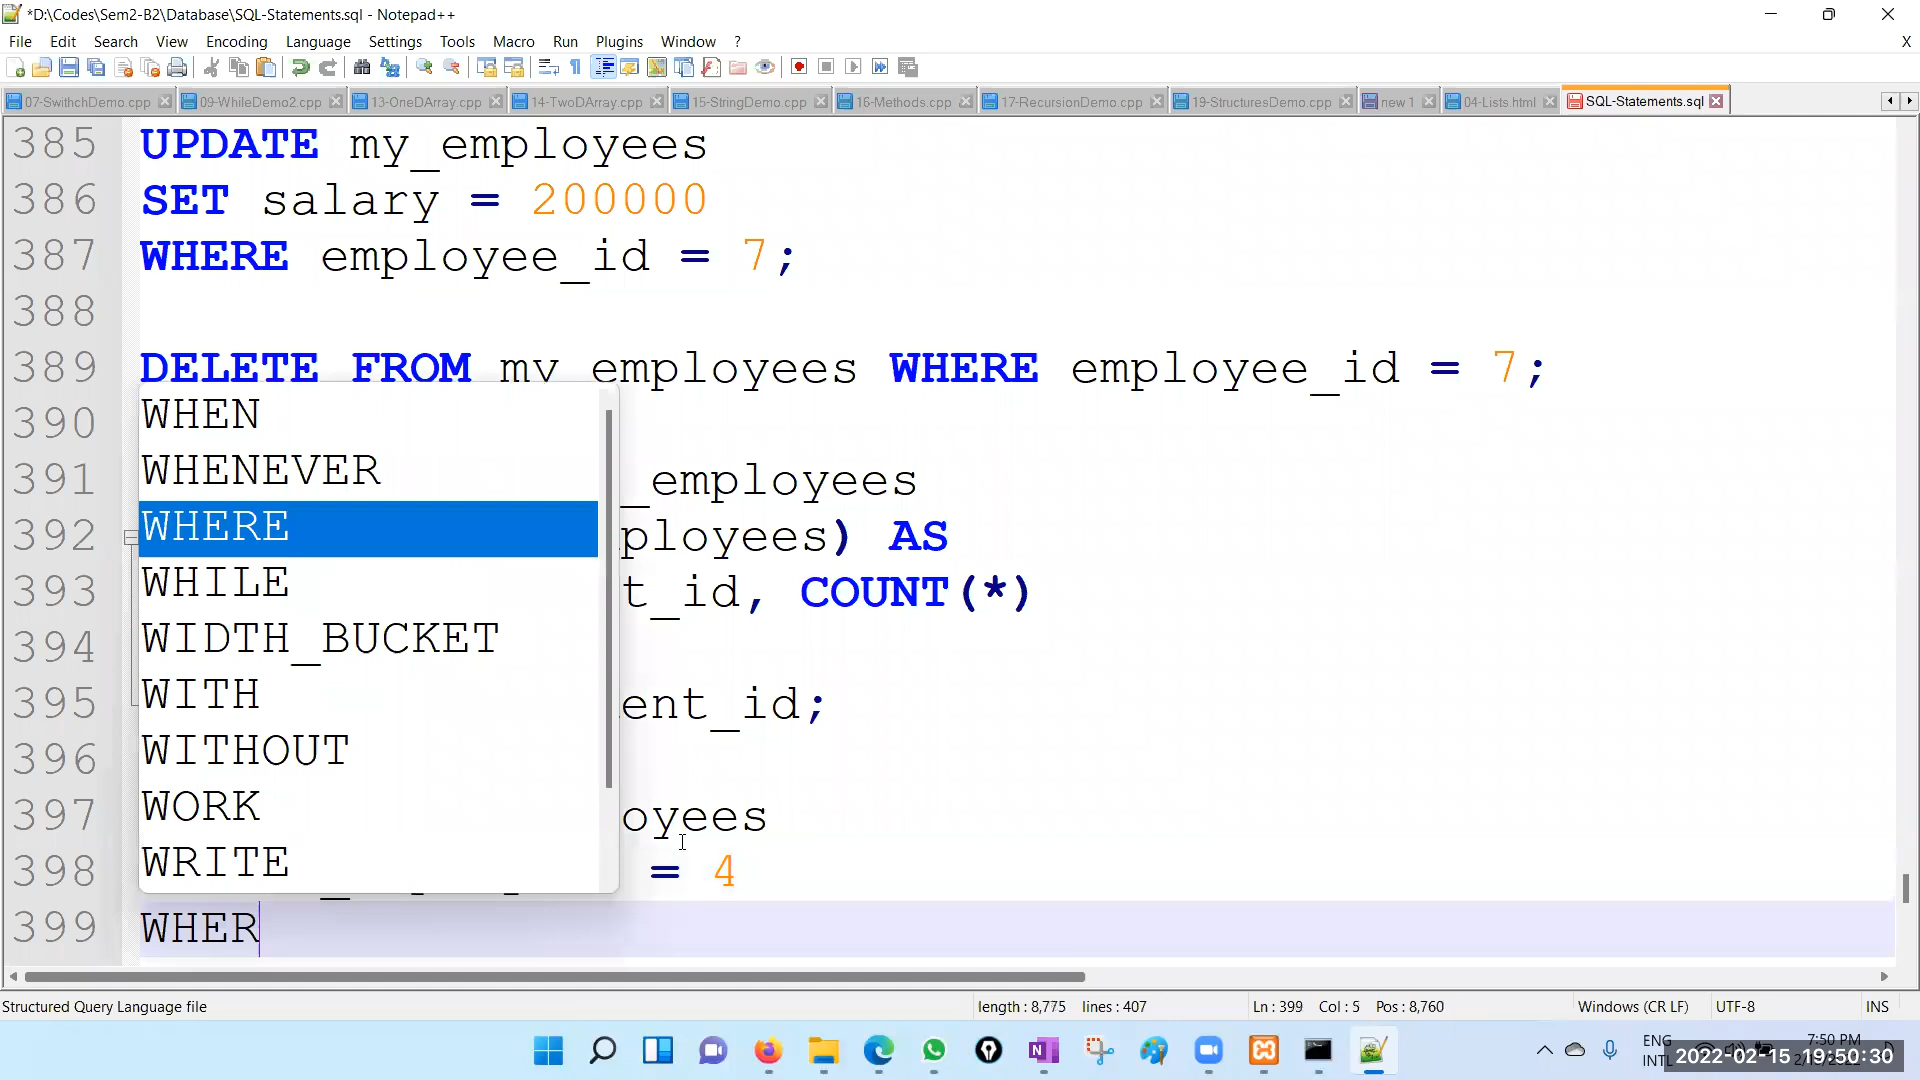 *D:\Codes\Sem2-B2\Database\SQL-Statements.sql - Notepad++
File Edit Search View Encoding Language Settings Tools Macro Run Plugins Window ? X
07-SwithchDemo.cpp 09-WhileDemo2.cpp 13-OneDArray.cpp 14-TwoDArray.cpp 15-StringDemo.cpp 16-Methods.cpp 17-RecursionDemo.cpp 19-StructuresDemo.cpp new 1 04-Lists html SQL-Statements.sql
385 UPDATE my_employees
386 SET salary = 200000
387 WHERE employee_id = 7;
388
389 DELETE FROM my_employees WHERE employee_id = 7;
390 WHEN
WHENEVER
391 _employees
WHERE
392 ployees) AS
WHILE
393 t_id, COUNT(*)
WIDTH_BUCKET
394
WITH
395 ent_id;
WITHOUT
396
WORK
397 oyees
WRITE
398 = 4
399 WHER
Structured Query Language file length : 8,775 lines : 407 Ln : 399 Col : 5 Pos : 8,760 Windows (CR LF) UTF-8 INS
ENG
INTL
7:50 PM
2022-02-15 19:50:30